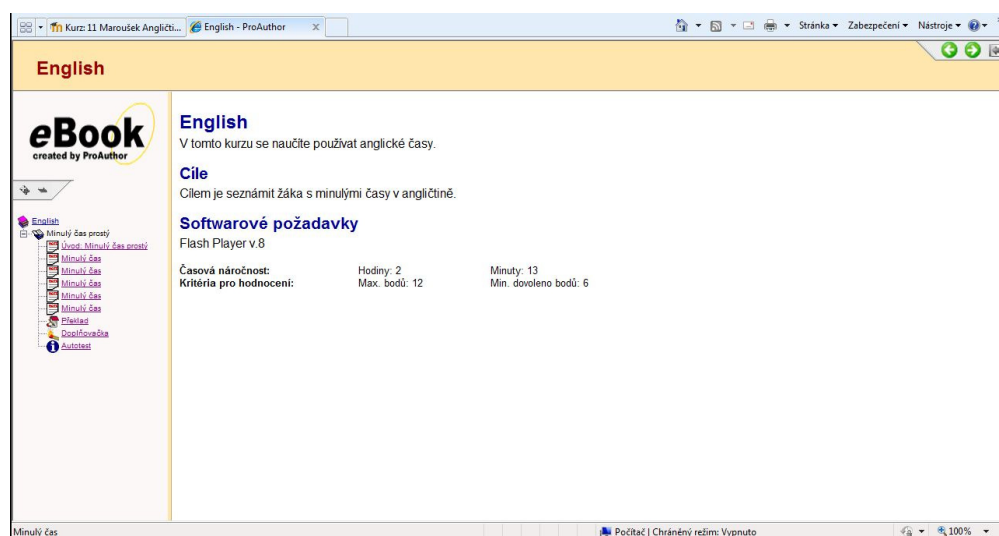 Kurz: 11 Maroušek Angličti... English - ProAuthor x Stránka Zabezpečení Nástroje
English
eBook
created by ProAuthor
English
Minulý čas prostý
Úvod: Minulý čas prostý
Minulý čas
Minulý čas
Minulý čas
Minulý čas
Minulý čas
Překlad
Doplňovačka
Autotest
English
V tomto kurzu se naučíte používat anglické časy.
Cíle
Cílem je seznámit žáka s minulými časy v angličtině.
Softwarové požadavky
Flash Player v.8
Časová náročnost: Hodiny: 2 Minuty: 13
Kritéria pro hodnocení: Max. bodů: 12 Min. dovoleno bodů: 6
Minulý čas Počítač | Chráněný režim: Vypnuto 100%